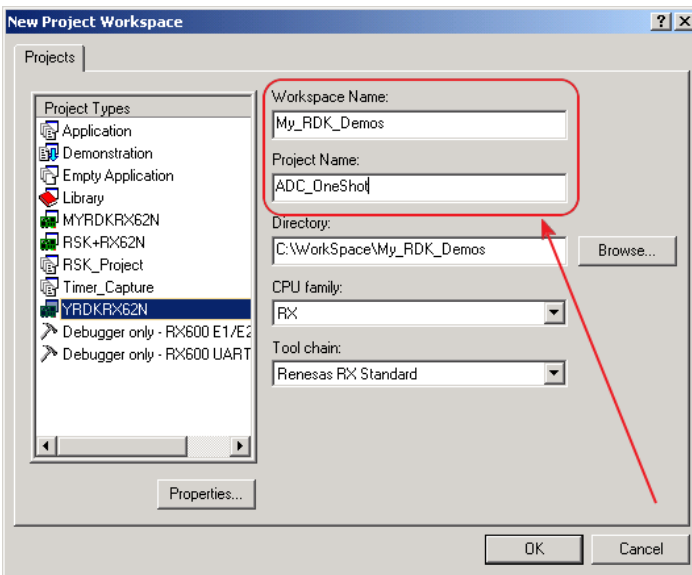 New Project Workspace
Projects
Project Types
Application
Demonstration
Empty Application
Library
MYRDKRX62N
RSK+RX62N
RSK_Project
Timer_Capture
YRDKRX62N
Debugger only - RX600 E1/E2
Debugger only - RX600 UART
Properties...
Workspace Name:
My_RDK_Demos
Project Name:
ADC_OneShot
Directory:
C:\WorkSpace\My_RDK_Demos
Browse...
CPU family:
RX
Tool chain:
Renesas RX Standard
OK
Cancel